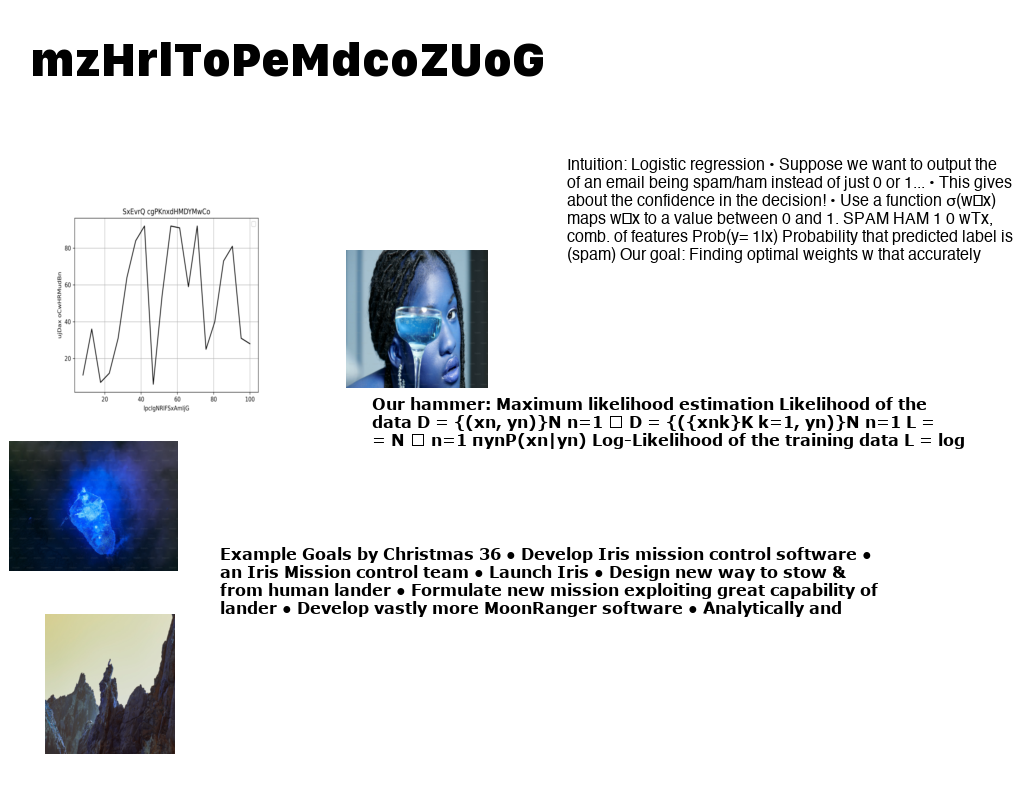 mzHrlToPeMdcoZUoG
Intuition: Logistic regression • Suppose we want to output the
of an email being spam/ham instead of just 0 or 1... • This gives
about the confidence in the decision! • Use a function σ(w□x)
maps w□x to a value between 0 and 1. SPAM HAM 1 0 wTx,
comb. of features Prob(y= 1|x) Probability that predicted label is
(spam) Our goal: Finding optimal weights w that accurately
SxEvrQ cgPKnxdHMDYMwCo
80
60
40
20
20 40 60 80 100
Our hammer: Maximum likelihood estimation Likelihood of the
data D = {(xn, yn)}N n=1 □ D = {({xnk}K k=1, yn)}N n=1 L =
= N □ n=1 πynP(xn|yn) Log-Likelihood of the training data L = log
Example Goals by Christmas 36 ● Develop Iris mission control software ●
an Iris Mission control team ● Launch Iris ● Design new way to stow &
from human lander ● Formulate new mission exploiting great capability of
lander ● Develop vastly more MoonRanger software ● Analytically and